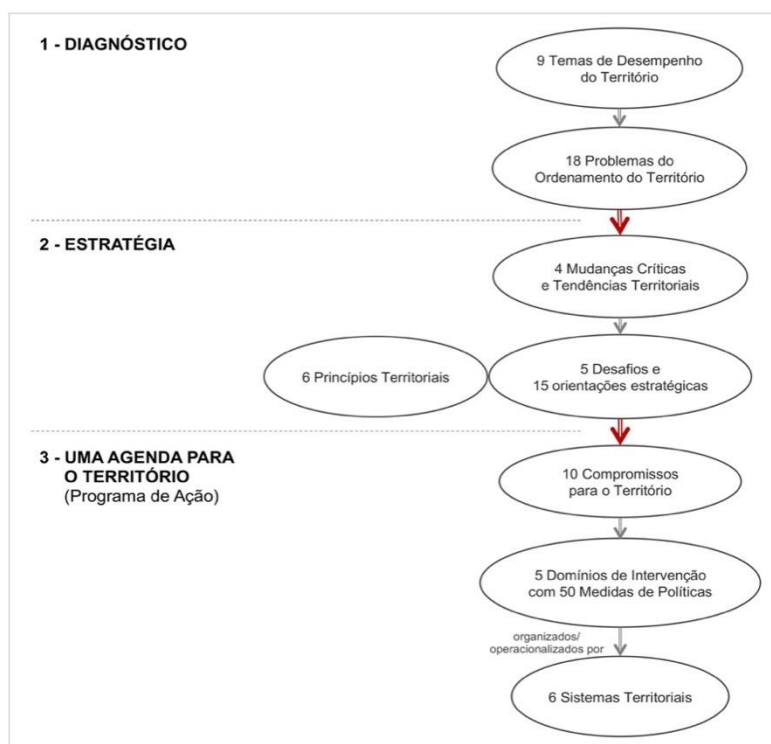 1 - DIAGNÓSTICO
9 Temas de Desempenho
do Território
18 Problemas do
Ordenamento do Território
2 - ESTRATÉGIA
4 Mudanças Críticas
e Tendências Territoriais
6 Princípios Territoriais
5 Desafios e
15 orientações estratégicas
3 - UMA AGENDA PARA
O TERRITÓRIO
(Programa de Ação)
10 Compromissos
para o Território
5 Domínios de Intervenção
com 50 Medidas de Políticas
organizados/
operacionalizados por
6 Sistemas Territoriais